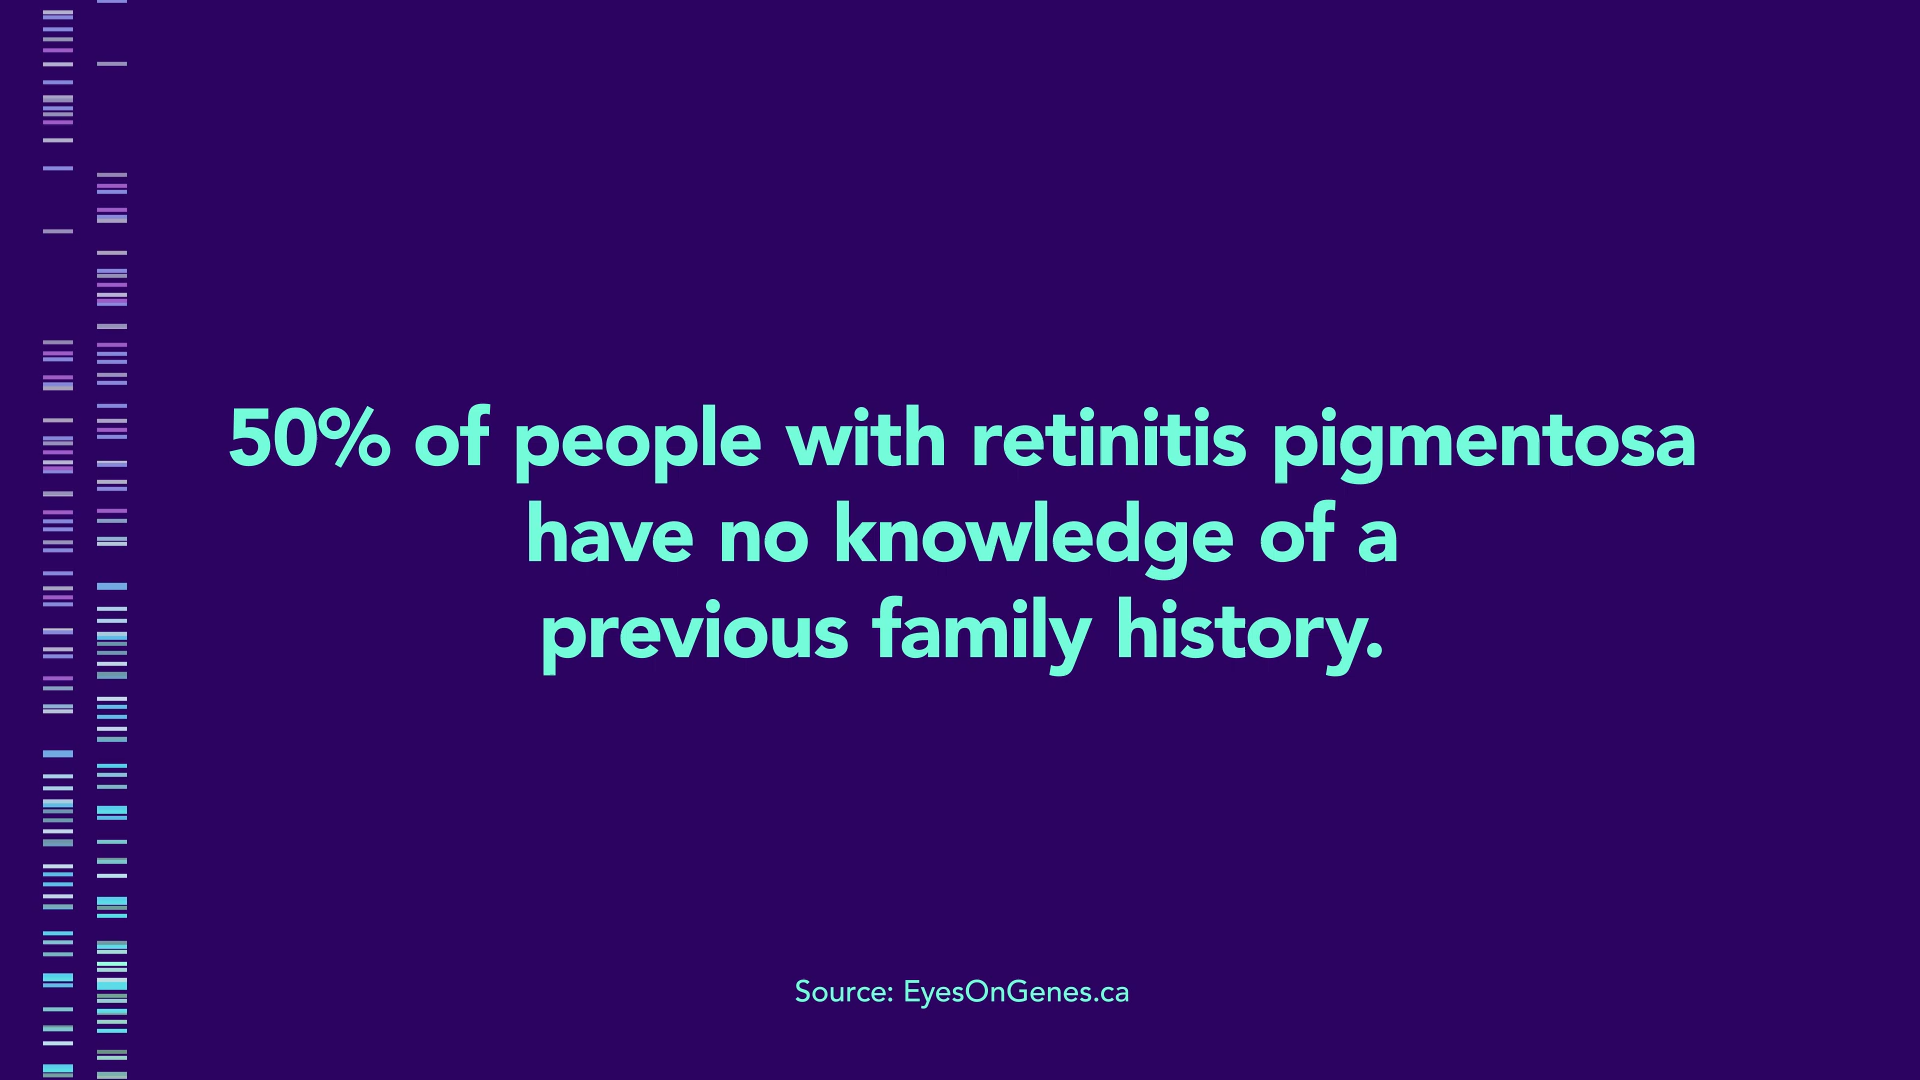 50% of people with retinitis pigmentosa
have no knowledge of a
previous family history.
Source: EyesOnGenes.ca